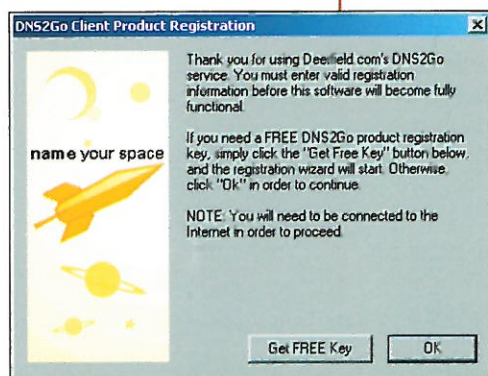 DNS2Go Client Product Registration
name your space
Thank you for using Deerfield.com's DNS2Go
service. You must enter valid registration
information before this software will become fully
functional.
If you need a FREE DNS2Go product registration
key, simply click the "Get Free Key" button below,
and the registration wizard will start. Otherwise,
click "Ok" in order to continue.
NOTE: You will need to be connected to the
Internet in order to proceed.
Get FREE Key
OK